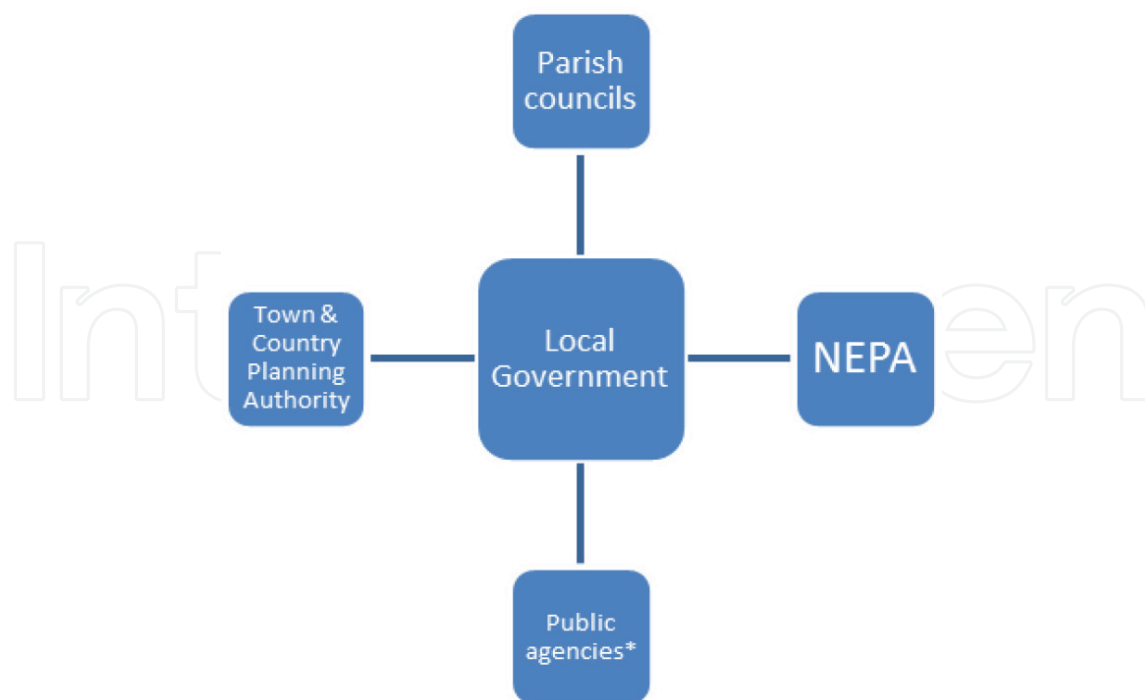 Parish
councils
Town &
Country
Planning
Authority
Local
Government
NEPA
Public
agencies*